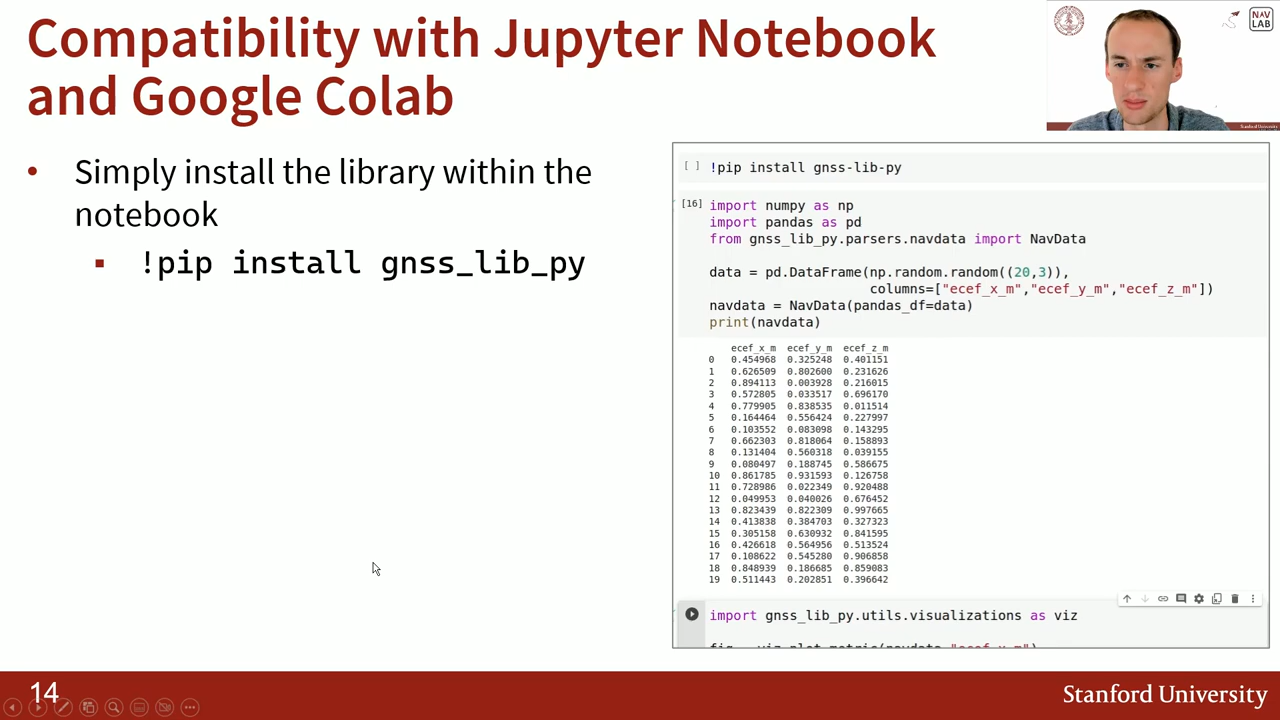 Compatibility with Jupyter Notebook
and Google Colab
NAV
LAB
Stanford University
• Simply install the library within the
notebook
▪ !pip install gnss_lib_py
[ ] !pip install gnss-lib-py
[16] import numpy as np
import pandas as pd
from gnss_lib_py.parsers.navdata import NavData
data = pd.DataFrame(np.random.random((20,3)),
columns=["ecef_x_m","ecef_y_m","ecef_z_m"])
navdata = NavData(pandas_df=data)
print(navdata)
ecef_x_m ecef_y_m ecef_z_m
0 0.454968 0.325248 0.401151
1 0.626509 0.802600 0.231626
2 0.894113 0.003928 0.216015
3 0.572805 0.033517 0.696170
4 0.779905 0.838535 0.011514
5 0.164464 0.556424 0.227997
6 0.103552 0.083098 0.143295
7 0.662303 0.818064 0.158893
8 0.131404 0.560318 0.039155
9 0.080497 0.188745 0.586675
10 0.861785 0.931593 0.126758
11 0.728986 0.022349 0.920488
12 0.049953 0.040026 0.676452
13 0.823439 0.822309 0.997665
14 0.413838 0.384703 0.327323
15 0.305158 0.630932 0.841595
16 0.426618 0.564956 0.513524
17 0.108622 0.545280 0.906858
18 0.848939 0.186685 0.859083
19 0.511443 0.202851 0.396642
import gnss_lib_py.utils.visualizations as viz
fig = viz.plot_metric(navdata,"ecef_x_m")
14
Stanford University